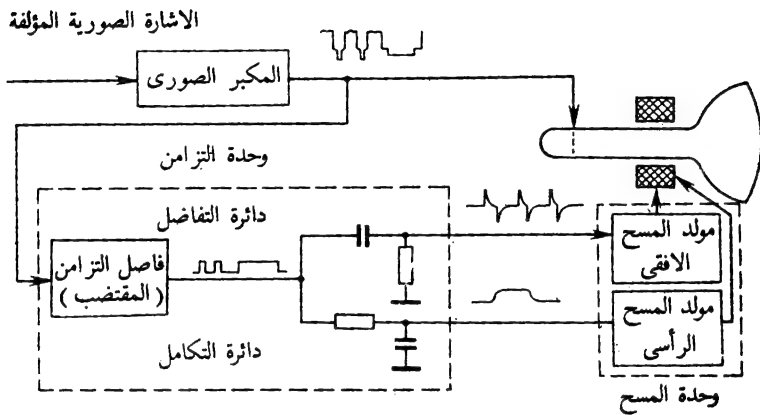 الاشارة الصورية المؤلفة
المكبر الصورى
وحدة التزامن
دائرة التفاضل
فاصل التزامن
(المقتضب)
دائرة التكامل
مولد المسح
الافقى
مولد المسح
الرأسى
وحدة المسح